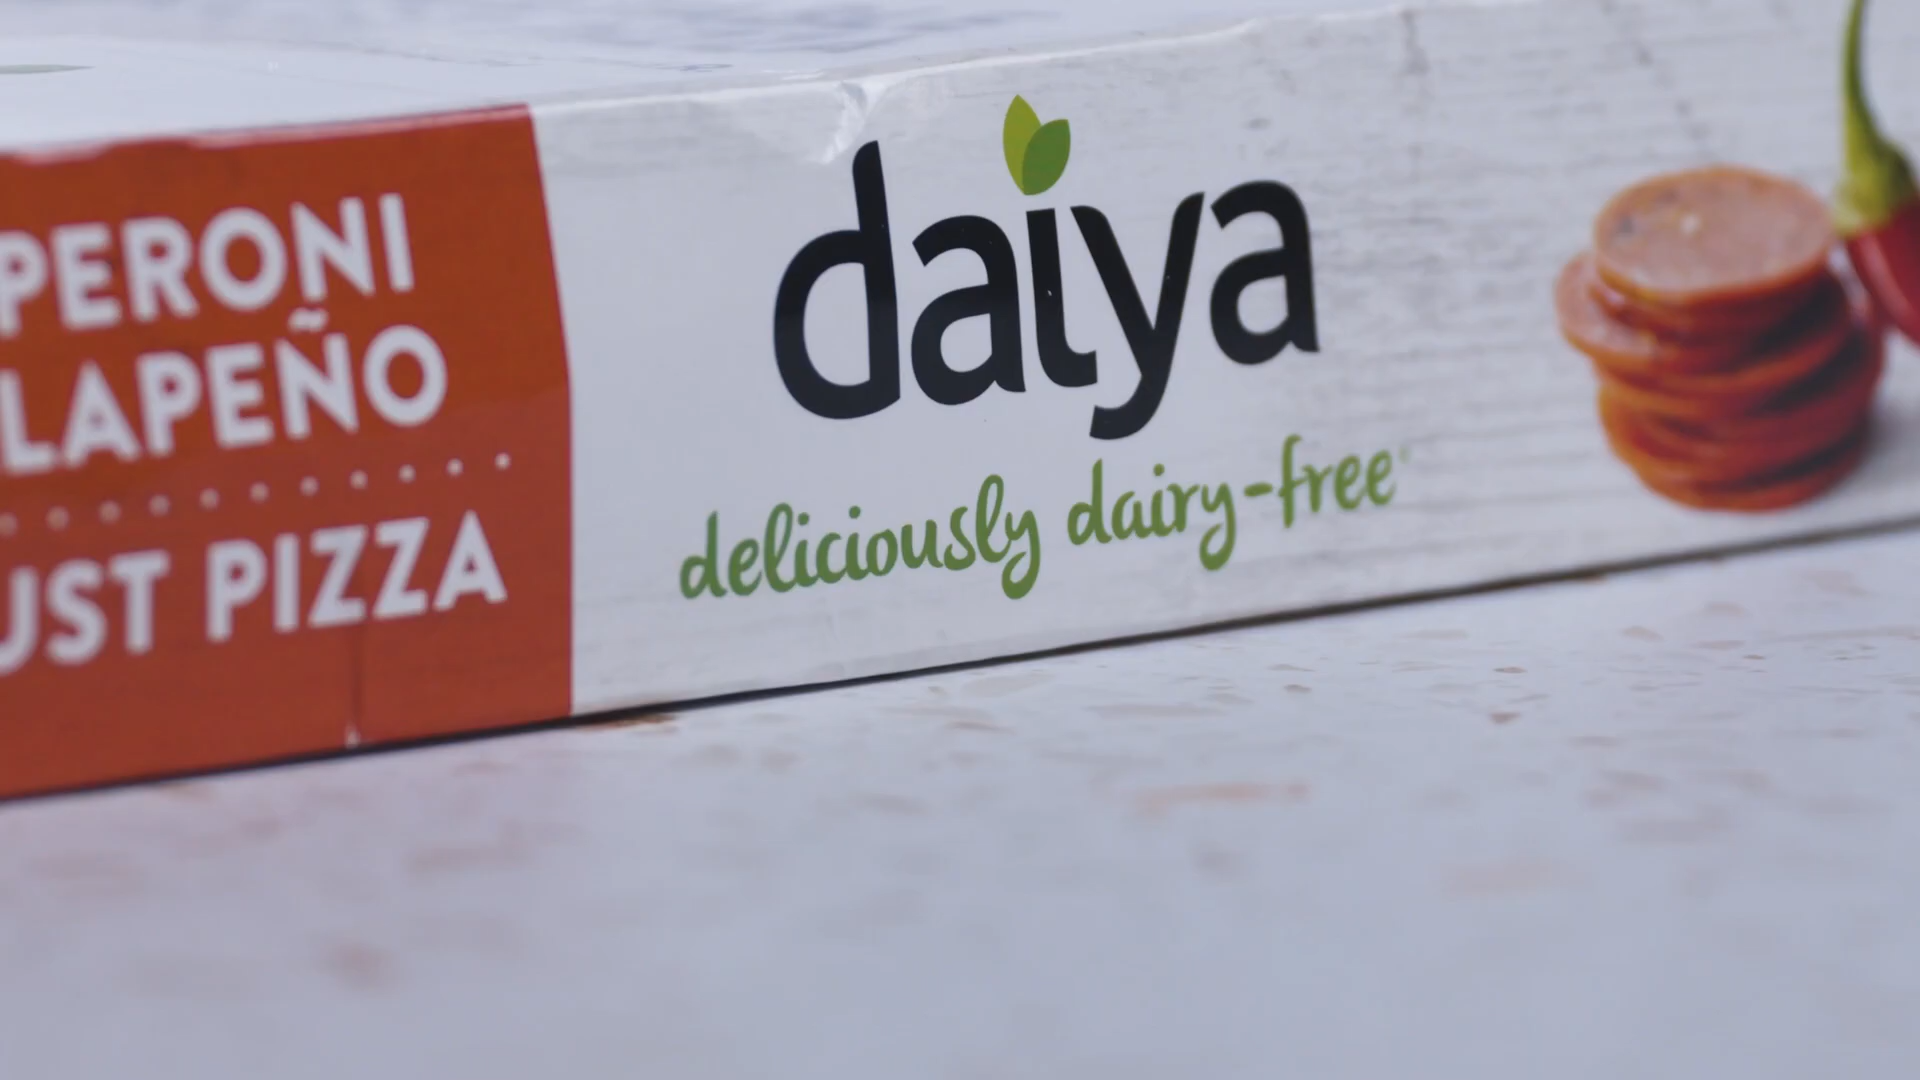 PERONI
LAPEÑO
UST PIZZA
daiya
deliciously dairy-free